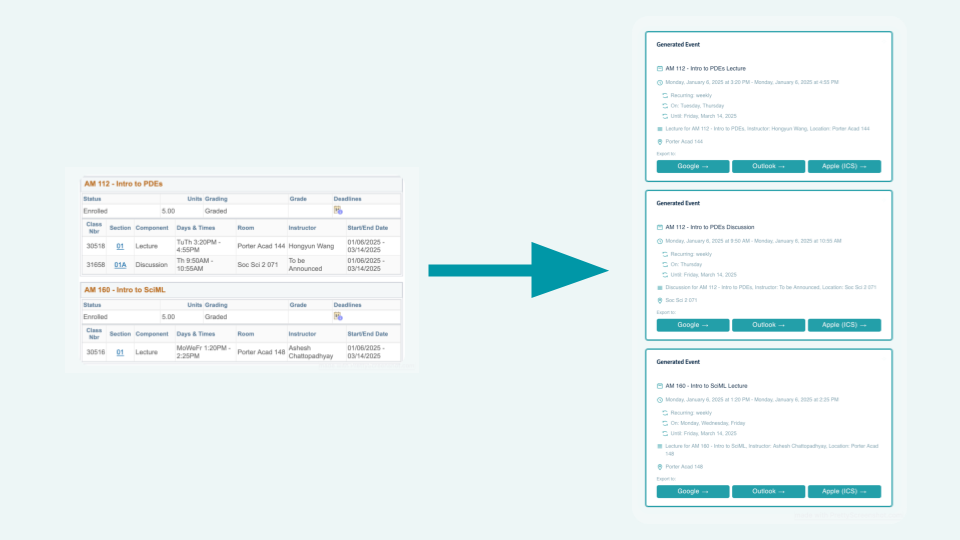 AM 112 - Intro to PDEs
Status Units Grading Grade Deadlines
Enrolled 5.00 Graded
Class Nbr Section Component Days & Times Room Instructor Start/End Date
30518 01 Lecture TuTh 3:20PM - 4:55PM Porter Acad 144 Hongyun Wang 01/06/2025 - 03/14/2025
31658 01A Discussion Th 9:50AM - 10:55AM Soc Sci 2 071 To be Announced 01/06/2025 - 03/14/2025
AM 160 - Intro to SciML
Status Units Grading Grade Deadlines
Enrolled 5.00 Graded
Class Nbr Section Component Days & Times Room Instructor Start/End Date
30516 01 Lecture MoWeFr 1:20PM - 2:25PM Porter Acad 148 Ashesh Chattopadhyay 01/06/2025 - 03/14/2025
Generated Event
AM 112 - Intro to PDEs Lecture
Monday, January 6, 2025 at 3:20 PM - Monday, January 6, 2025 at 4:55 PM
Recurring: weekly
On: Tuesday, Thursday
Until: Friday, March 14, 2025
Lecture for AM 112 - Intro to PDEs, Instructor: Hongyun Wang, Location: Porter Acad 144
Porter Acad 144
Export to:
Google → Outlook → Apple (ICS) →
Generated Event
AM 112 - Intro to PDEs Discussion
Monday, January 6, 2025 at 9:50 AM - Monday, January 6, 2025 at 10:55 AM
Recurring: weekly
On: Thursday
Until: Friday, March 14, 2025
Discussion for AM 112 - Intro to PDEs, Instructor: To be Announced, Location: Soc Sci 2 071
Soc Sci 2 071
Export to:
Google → Outlook → Apple (ICS) →
Generated Event
AM 160 - Intro to SciML Lecture
Monday, January 6, 2025 at 1:20 PM - Monday, January 6, 2025 at 2:25 PM
Recurring: weekly
On: Monday, Wednesday, Friday
Until: Friday, March 14, 2025
Lecture for AM 160 - Intro to SciML, Instructor: Ashesh Chattopadhyay, Location: Porter Acad
148
Porter Acad 148
Export to:
Google → Outlook → Apple (ICS) →